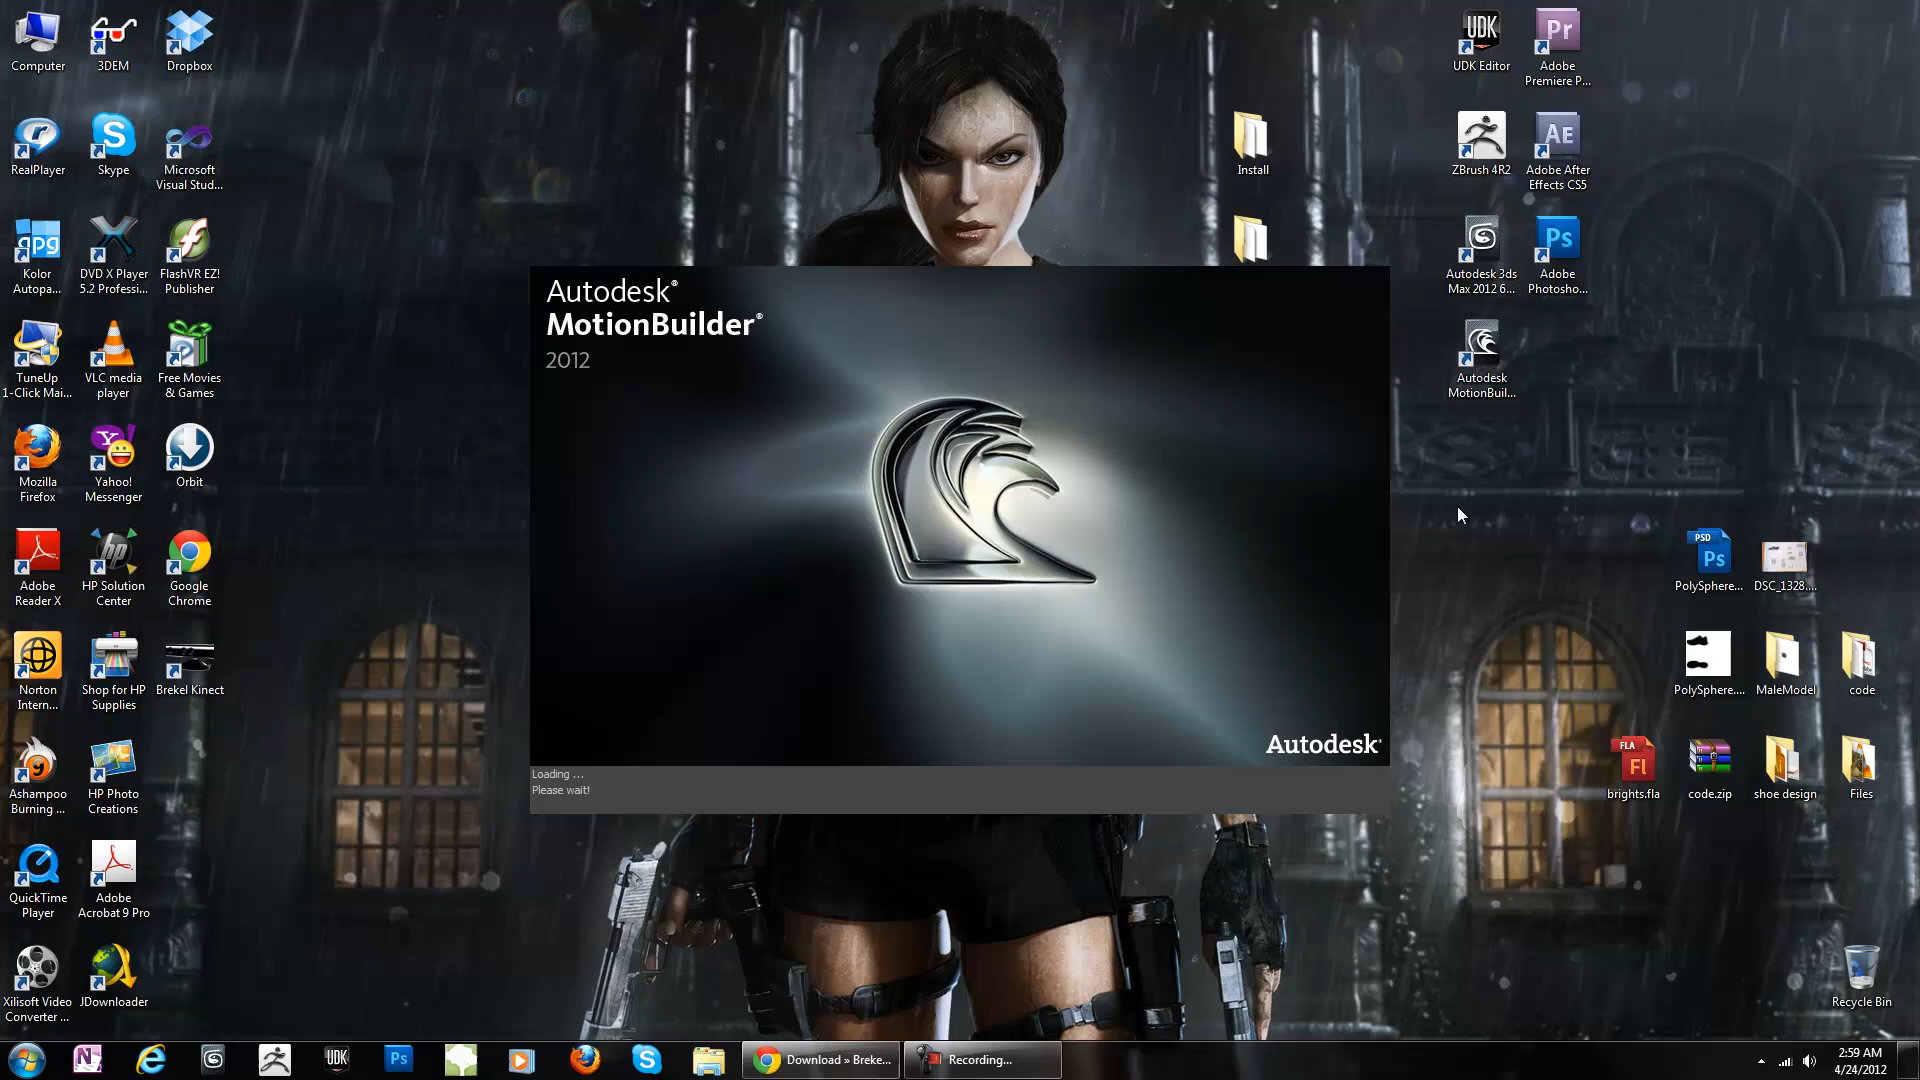 Computer
3DEM
Dropbox
UDK
UDK Editor
Pr
Adobe
Premiere P...
RealPlayer
S
Skype
Microsoft
Visual Stud...
Install
ZBrush 4R2
AE
Adobe After
Effects CS5
apg
Kolor
Autopa...
DVD X Player
5.2 Professi...
FlashVR EZ!
Publisher
Autodesk 3ds
Max 2012 6...
Ps
Adobe
Photosho...
Autodesk®
MotionBuilder®
2012
TuneUp
1-Click Mai...
VLC media
player
Free Movies
& Games
Autodesk
MotionBuil...
Mozilla
Firefox
Yahoo!
Messenger
Orbit
Adobe
Reader X
hp
HP Solution
Center
Google
Chrome
PSD
Ps
PolySphere...
DSC_1328....
Norton
Intern...
Shop for HP
Supplies
Brekel Kinect
PolySphere....
MaleModel
code
Autodesk®
Loading ...
Please wait!
9
Ashampoo
Burning ...
HP Photo
Creations
FLA
Fl
brights.fla
code.zip
shoe design
Files
QuickTime
Player
Adobe
Acrobat 9 Pro
Xilisoft Video
Converter ...
JDownloader
Recycle Bin
N
UDK
Ps
S
Download » Breke...
Recording...
2:59 AM
4/24/2012